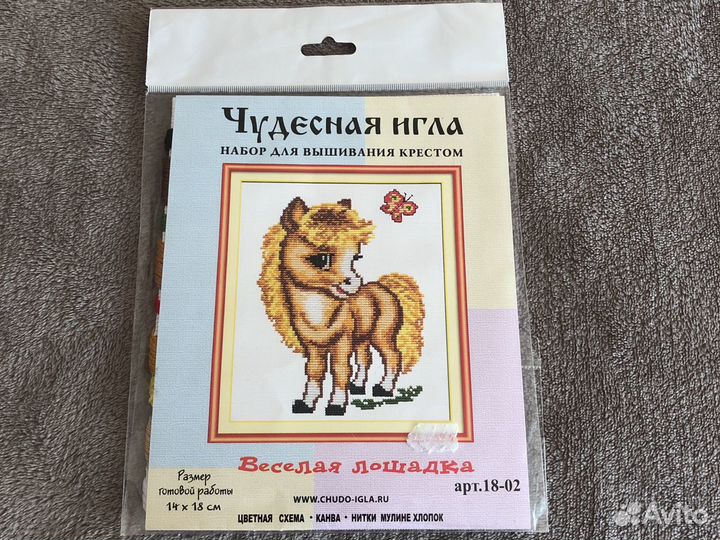 Чудесная игла
НАБОР ДЛЯ ВЫШИВАНИЯ КРЕСТОМ
Веселая лошадка
арт.18-02
Размер
готовой работы
14 х 18 см
WWW.CHUDO-IGLA.RU
ЦВЕТНАЯ СХЕМА • КАНВА • НИТКИ МУЛИНЕ ХЛОПОК
Avito